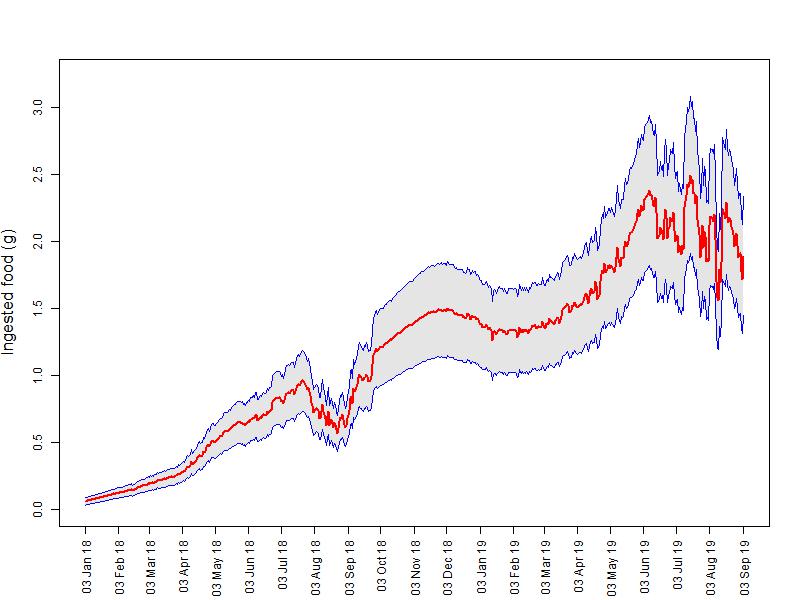 Ingested food (g)
3.0
2.5
2.0
1.5
1.0
0.5
0.0
03 Jan 18
03 Feb 18
03 Mar 18
03 Apr 18
03 May 18
03 Jun 18
03 Jul 18
03 Aug 18
03 Sep 18
03 Oct 18
03 Nov 18
03 Dec 18
03 Jan 19
03 Feb 19
03 Mar 19
03 Apr 19
03 May 19
03 Jun 19
03 Jul 19
03 Aug 19
03 Sep 19